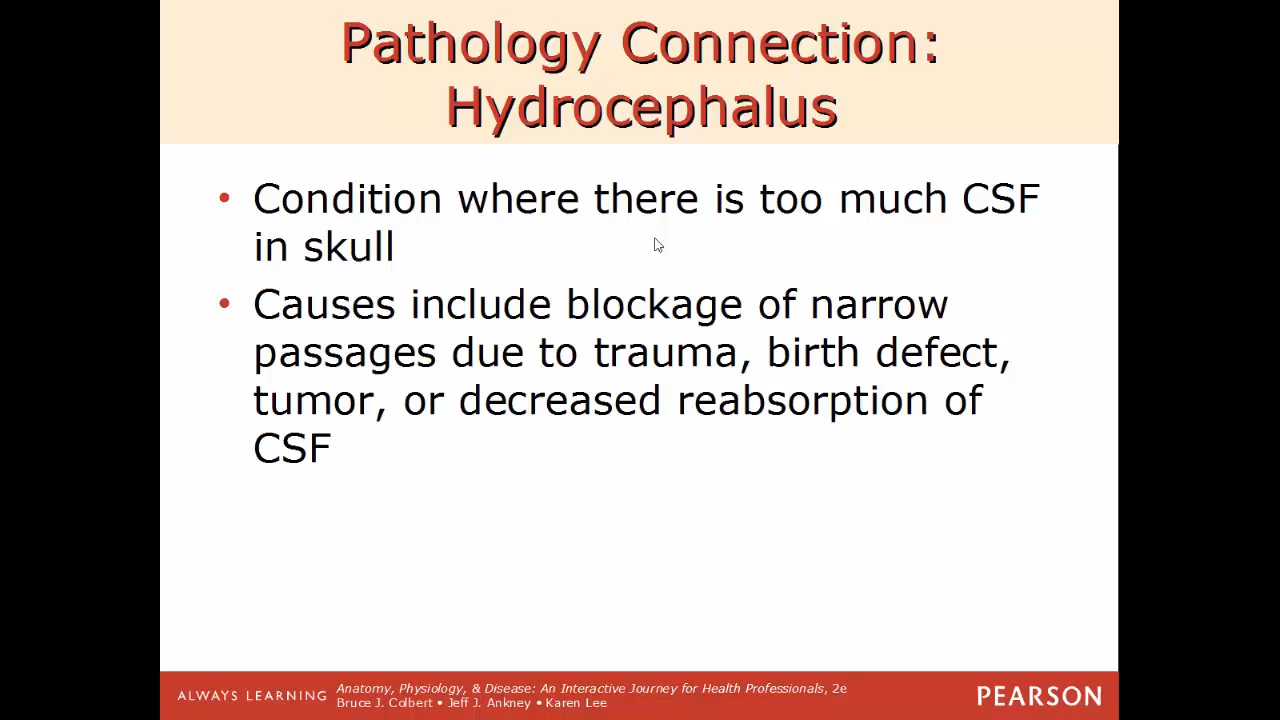 Pathology Connection:
Hydrocephalus
• Condition where there is too much CSF
in skull
• Causes include blockage of narrow
passages due to trauma, birth defect,
tumor, or decreased reabsorption of
CSF
ALWAYS LEARNING
Anatomy, Physiology, & Disease: An Interactive Journey for Health Professionals, 2e
Bruce J. Colbert • Jeff J. Ankney • Karen Lee
PEARSON